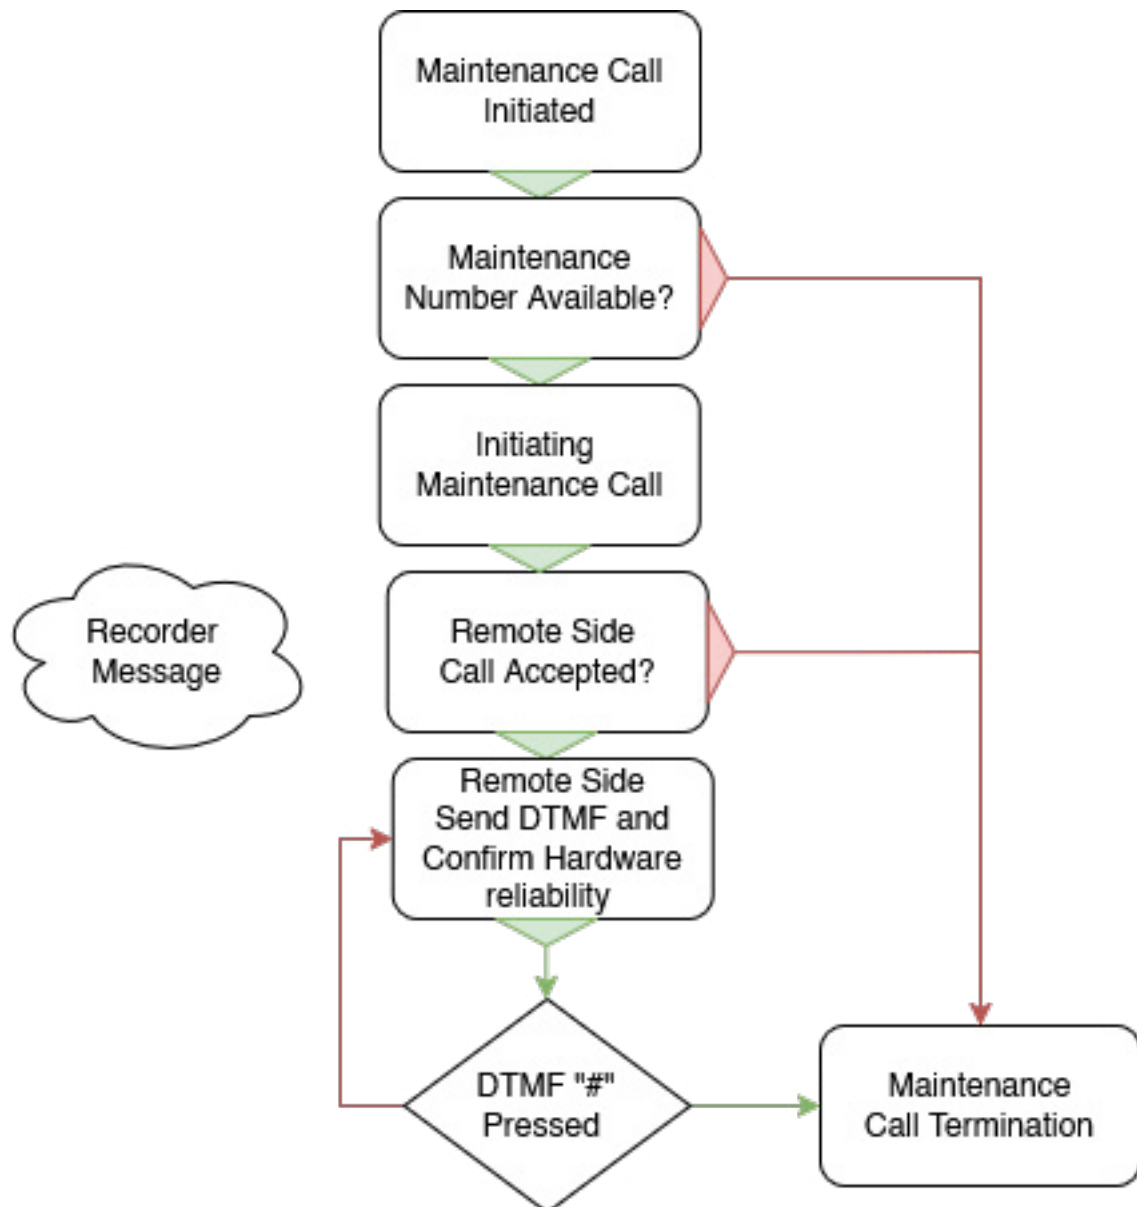 Maintenance Call
Initiated
Maintenance
Number Available?
Initiating
Maintenance Call
Recorder
Message
Remote Side
Call Accepted?
Remote Side
Send DTMF and
Confirm Hardware
reliability
DTMF "#"
Pressed
Maintenance
Call Termination